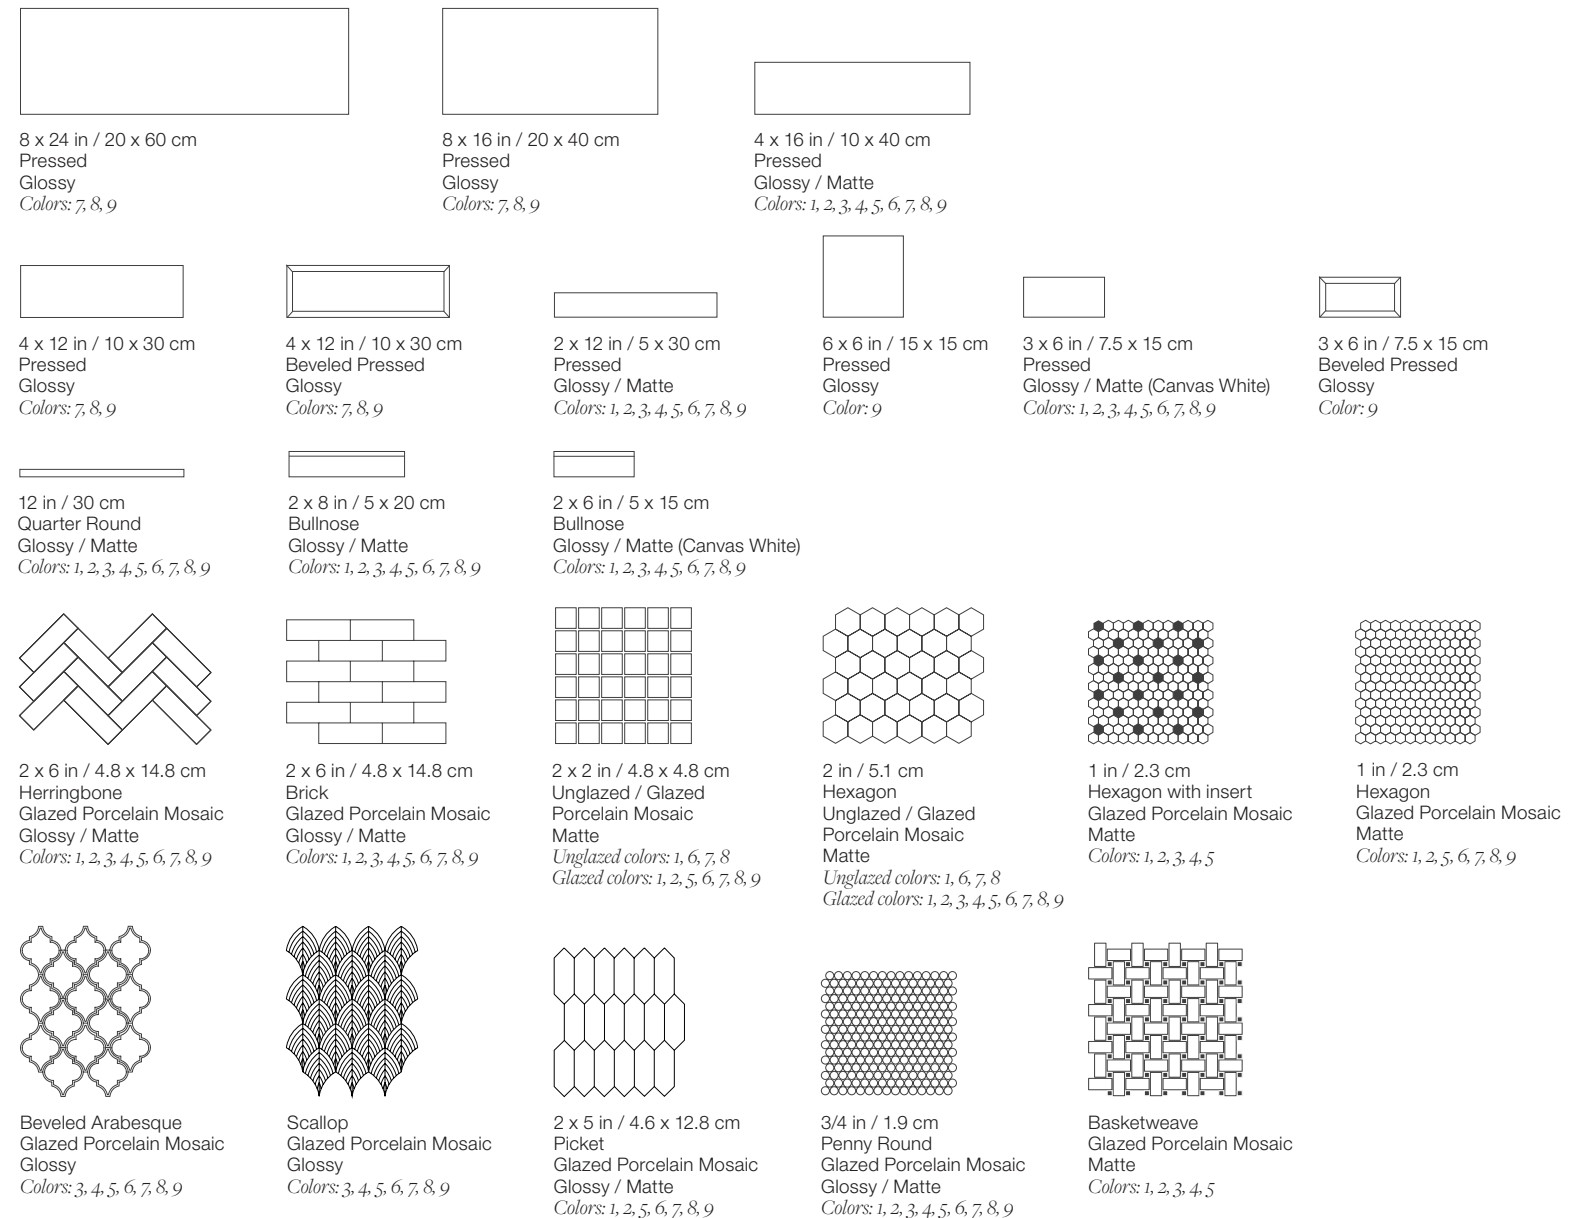 8 x 24 in / 20 x 60 cm
Pressed
Glossy
Colors: 7, 8, 9
8 x 16 in / 20 x 40 cm
Pressed
Glossy
Colors: 7, 8, 9
4 x 16 in / 10 x 40 cm
Pressed
Glossy / Matte
Colors: 1, 2, 3, 4, 5, 6, 7, 8, 9
4 x 12 in / 10 x 30 cm
Pressed
Glossy
Colors: 7, 8, 9
4 x 12 in / 10 x 30 cm
Beveled Pressed
Glossy
Colors: 7, 8, 9
2 x 12 in / 5 x 30 cm
Pressed
Glossy / Matte
Colors: 1, 2, 3, 4, 5, 6, 7, 8, 9
6 x 6 in / 15 x 15 cm
Pressed
Glossy
Color: 9
3 x 6 in / 7.5 x 15 cm
Pressed
Glossy / Matte (Canvas White)
Colors: 1, 2, 3, 4, 5, 6, 7, 8, 9
3 x 6 in / 7.5 x 15 cm
Beveled Pressed
Glossy
Color: 9
12 in / 30 cm
Quarter Round
Glossy / Matte
Colors: 1, 2, 3, 4, 5, 6, 7, 8, 9
2 x 8 in / 5 x 20 cm
Bullnose
Glossy / Matte
Colors: 1, 2, 3, 4, 5, 6, 7, 8, 9
2 x 6 in / 5 x 15 cm
Bullnose
Glossy / Matte (Canvas White)
Colors: 1, 2, 3, 4, 5, 6, 7, 8, 9
2 x 6 in / 4.8 x 14.8 cm
Herringbone
Glazed Porcelain Mosaic
Glossy / Matte
Colors: 1, 2, 3, 4, 5, 6, 7, 8, 9
2 x 6 in / 4.8 x 14.8 cm
Brick
Glazed Porcelain Mosaic
Glossy / Matte
Colors: 1, 2, 3, 4, 5, 6, 7, 8, 9
2 x 2 in / 4.8 x 4.8 cm
Unglazed / Glazed
Porcelain Mosaic
Matte
Unglazed colors: 1, 6, 7, 8
Glazed colors: 1, 2, 5, 6, 7, 8, 9
2 in / 5.1 cm
Hexagon
Unglazed / Glazed
Porcelain Mosaic
Matte
Unglazed colors: 1, 6, 7, 8
Glazed colors: 1, 2, 3, 4, 5, 6, 7, 8, 9
1 in / 2.3 cm
Hexagon with insert
Glazed Porcelain Mosaic
Matte
Colors: 1, 2, 3, 4, 5
1 in / 2.3 cm
Hexagon
Glazed Porcelain Mosaic
Matte
Colors: 1, 2, 5, 6, 7, 8, 9
Beveled Arabesque
Glazed Porcelain Mosaic
Glossy
Colors: 3, 4, 5, 6, 7, 8, 9
Scallop
Glazed Porcelain Mosaic
Glossy
Colors: 3, 4, 5, 6, 7, 8, 9
2 x 5 in / 4.6 x 12.8 cm
Picket
Glazed Porcelain Mosaic
Glossy / Matte
Colors: 1, 2, 5, 6, 7, 8, 9
3/4 in / 1.9 cm
Penny Round
Glazed Porcelain Mosaic
Glossy / Matte
Colors: 1, 2, 3, 4, 5, 6, 7, 8, 9
Basketweave
Glazed Porcelain Mosaic
Matte
Colors: 1, 2, 3, 4, 5